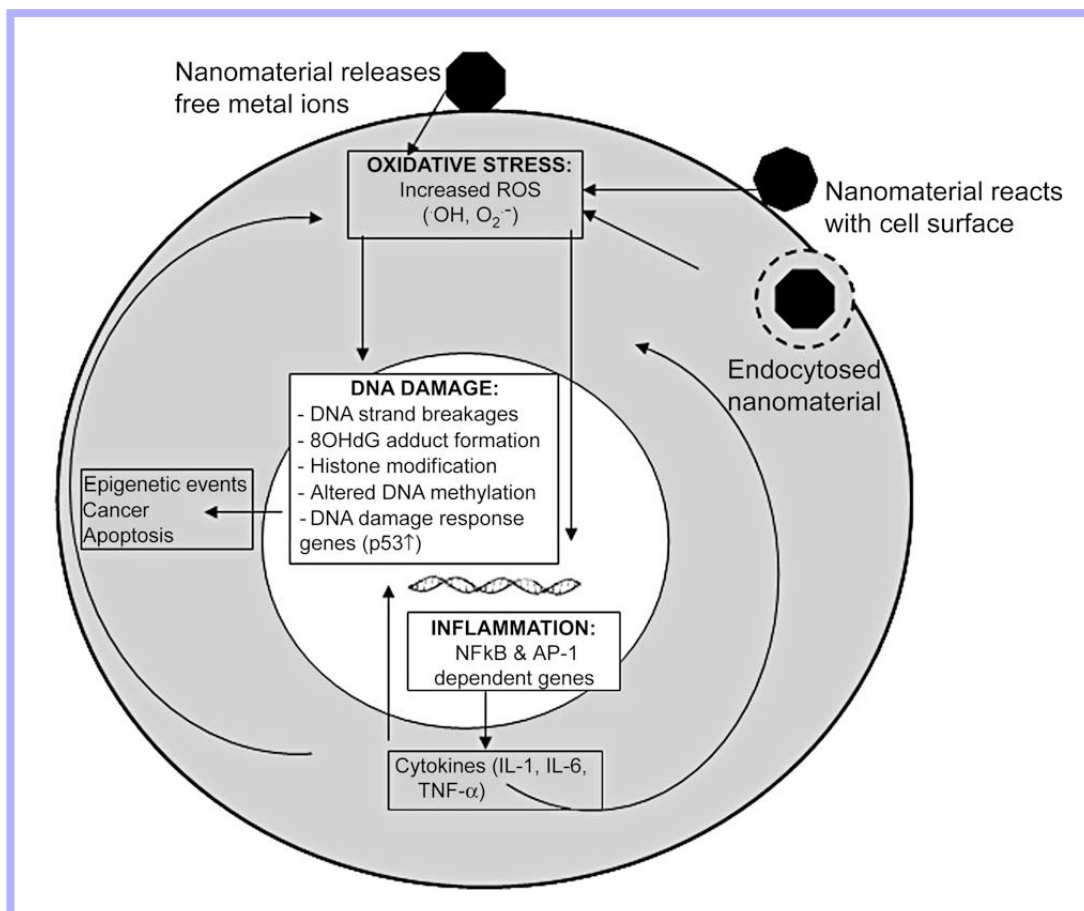 Nanomaterial releases
free metal ions
OXIDATIVE STRESS:
Increased ROS
(·OH, O₂·⁻)
Nanomaterial reacts
with cell surface
Endocytosed
nanomaterial
DNA DAMAGE:
- DNA strand breakages
- 8OHdG adduct formation
- Histone modification
- Altered DNA methylation
- DNA damage response
genes (p53↑)
Epigenetic events
Cancer
Apoptosis
INFLAMMATION:
NFkB & AP-1
dependent genes
Cytokines (IL-1, IL-6,
TNF-α)